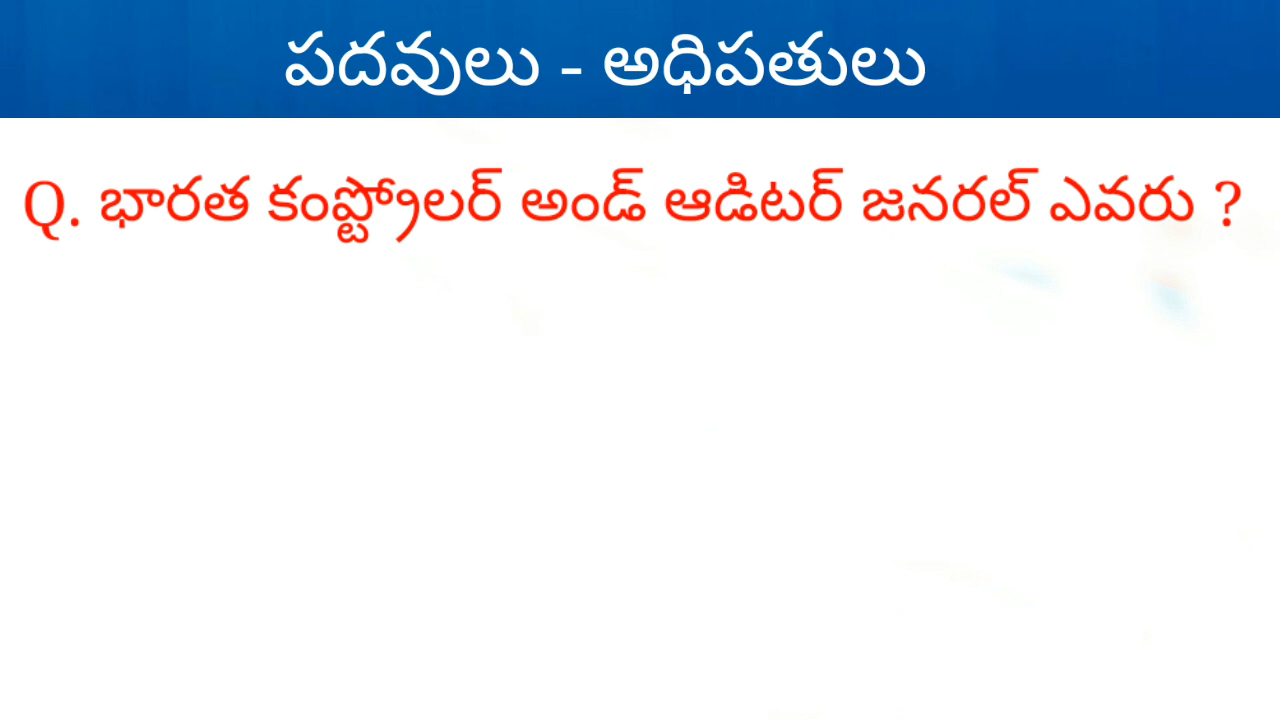 పదవులు - అధిపతులు
Q. భారత కంప్ట్రోలర్ అండ్ ఆడిటర్ జనరల్ ఎవరు ?